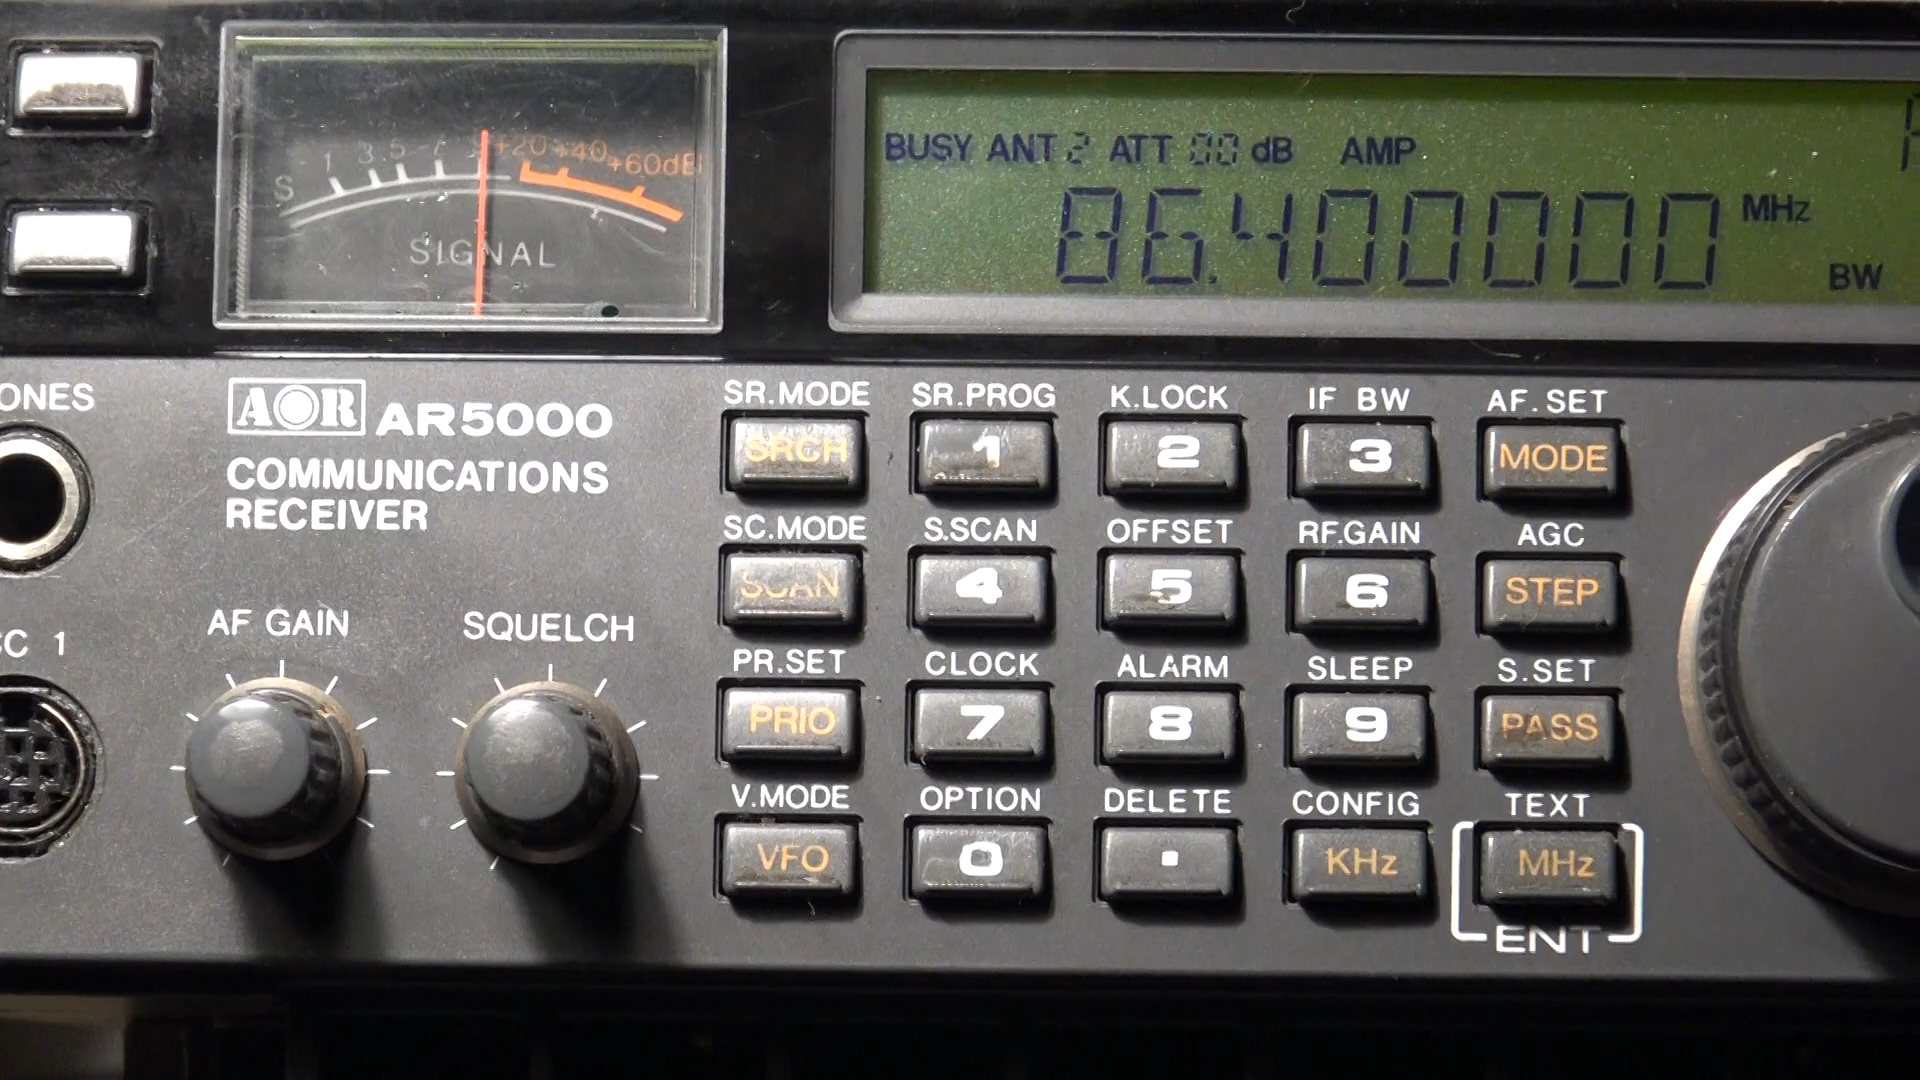 S 1 3 5 7 9 +20 +40 +60dB
SIGNAL
BUSY ANT 2 ATT 00 dB AMP
86.400000 MHz
BW
ONES
AOR AR5000
COMMUNICATIONS
RECEIVER
AF GAIN
SQUELCH
C 1
SR.MODE SR.PROG K.LOCK IF BW AF.SET
SRCH 1 2 3 MODE
SC.MODE S.SCAN OFFSET RF.GAIN AGC
SCAN 4 5 6 STEP
PR.SET CLOCK ALARM SLEEP S.SET
PRIO 7 8 9 PASS
V.MODE OPTION DELETE CONFIG TEXT
VFO 0 . KHz MHz
ENT